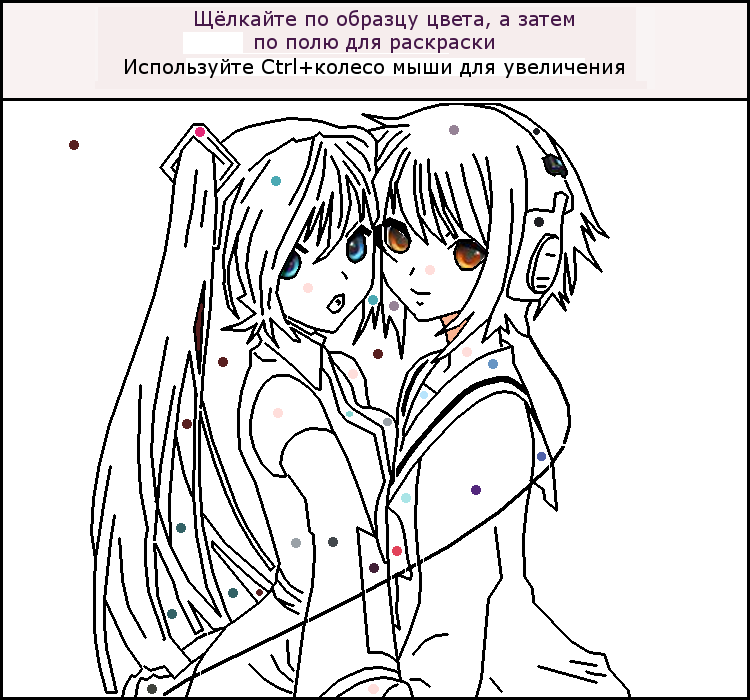 Щёлкайте по образцу цвета, а затем
по полю для раскраски
Используйте Ctrl+колесо мыши для увеличения